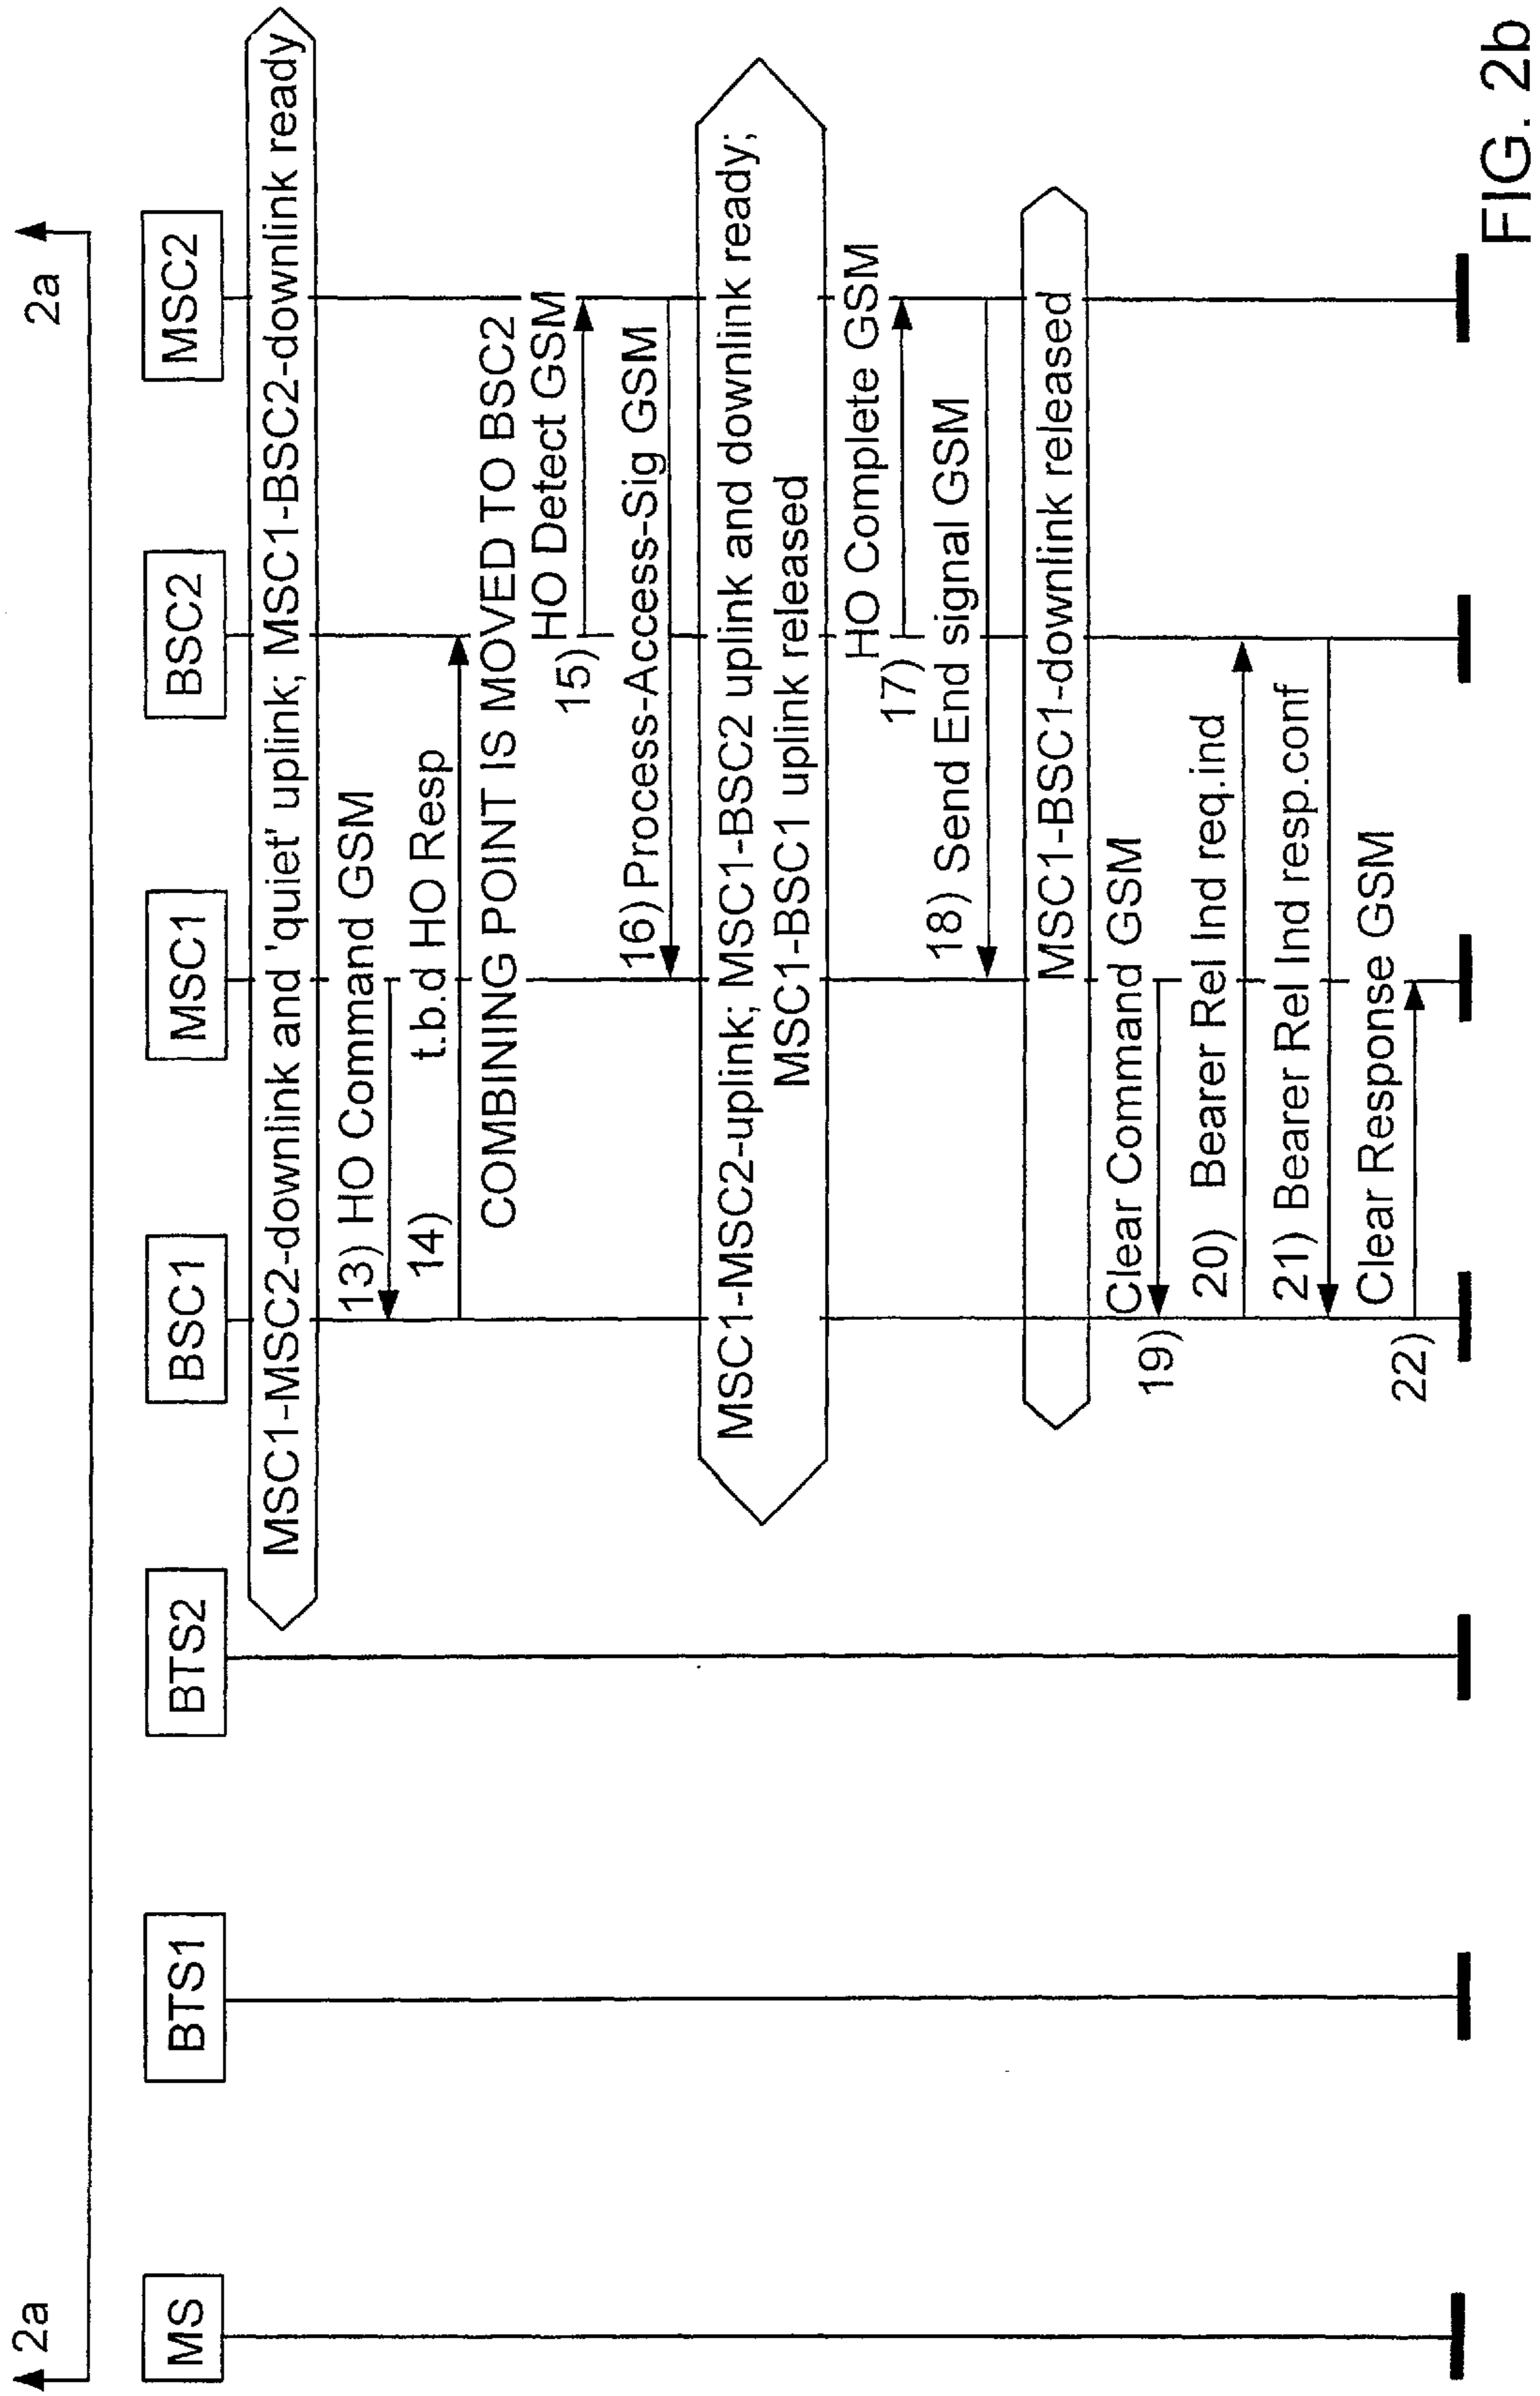 2a
2a
MS
BTS1
BTS2
BSC1
MSC1
BSC2
MSC2
MSC1-MSC2-downlink and 'quiet' uplink; MSC1-BSC2-downlink ready
13) HO Command GSM
14) t.b.d HO Resp
COMBINING POINT IS MOVED TO BSC2
HO Detect GSM
15)
16) Process-Access-Sig GSM
MSC1-MSC2-uplink; MSC1-BSC2 uplink and downlink ready;
MSC1-BSC1 uplink released
HO Complete GSM
17)
18) Send End signal GSM
MSC1-BSC1-downlink released
Clear Command GSM
19)
20) Bearer Rel Ind req.ind
21) Bearer Rel Ind resp.conf
Clear Response GSM
22)
FIG. 2b